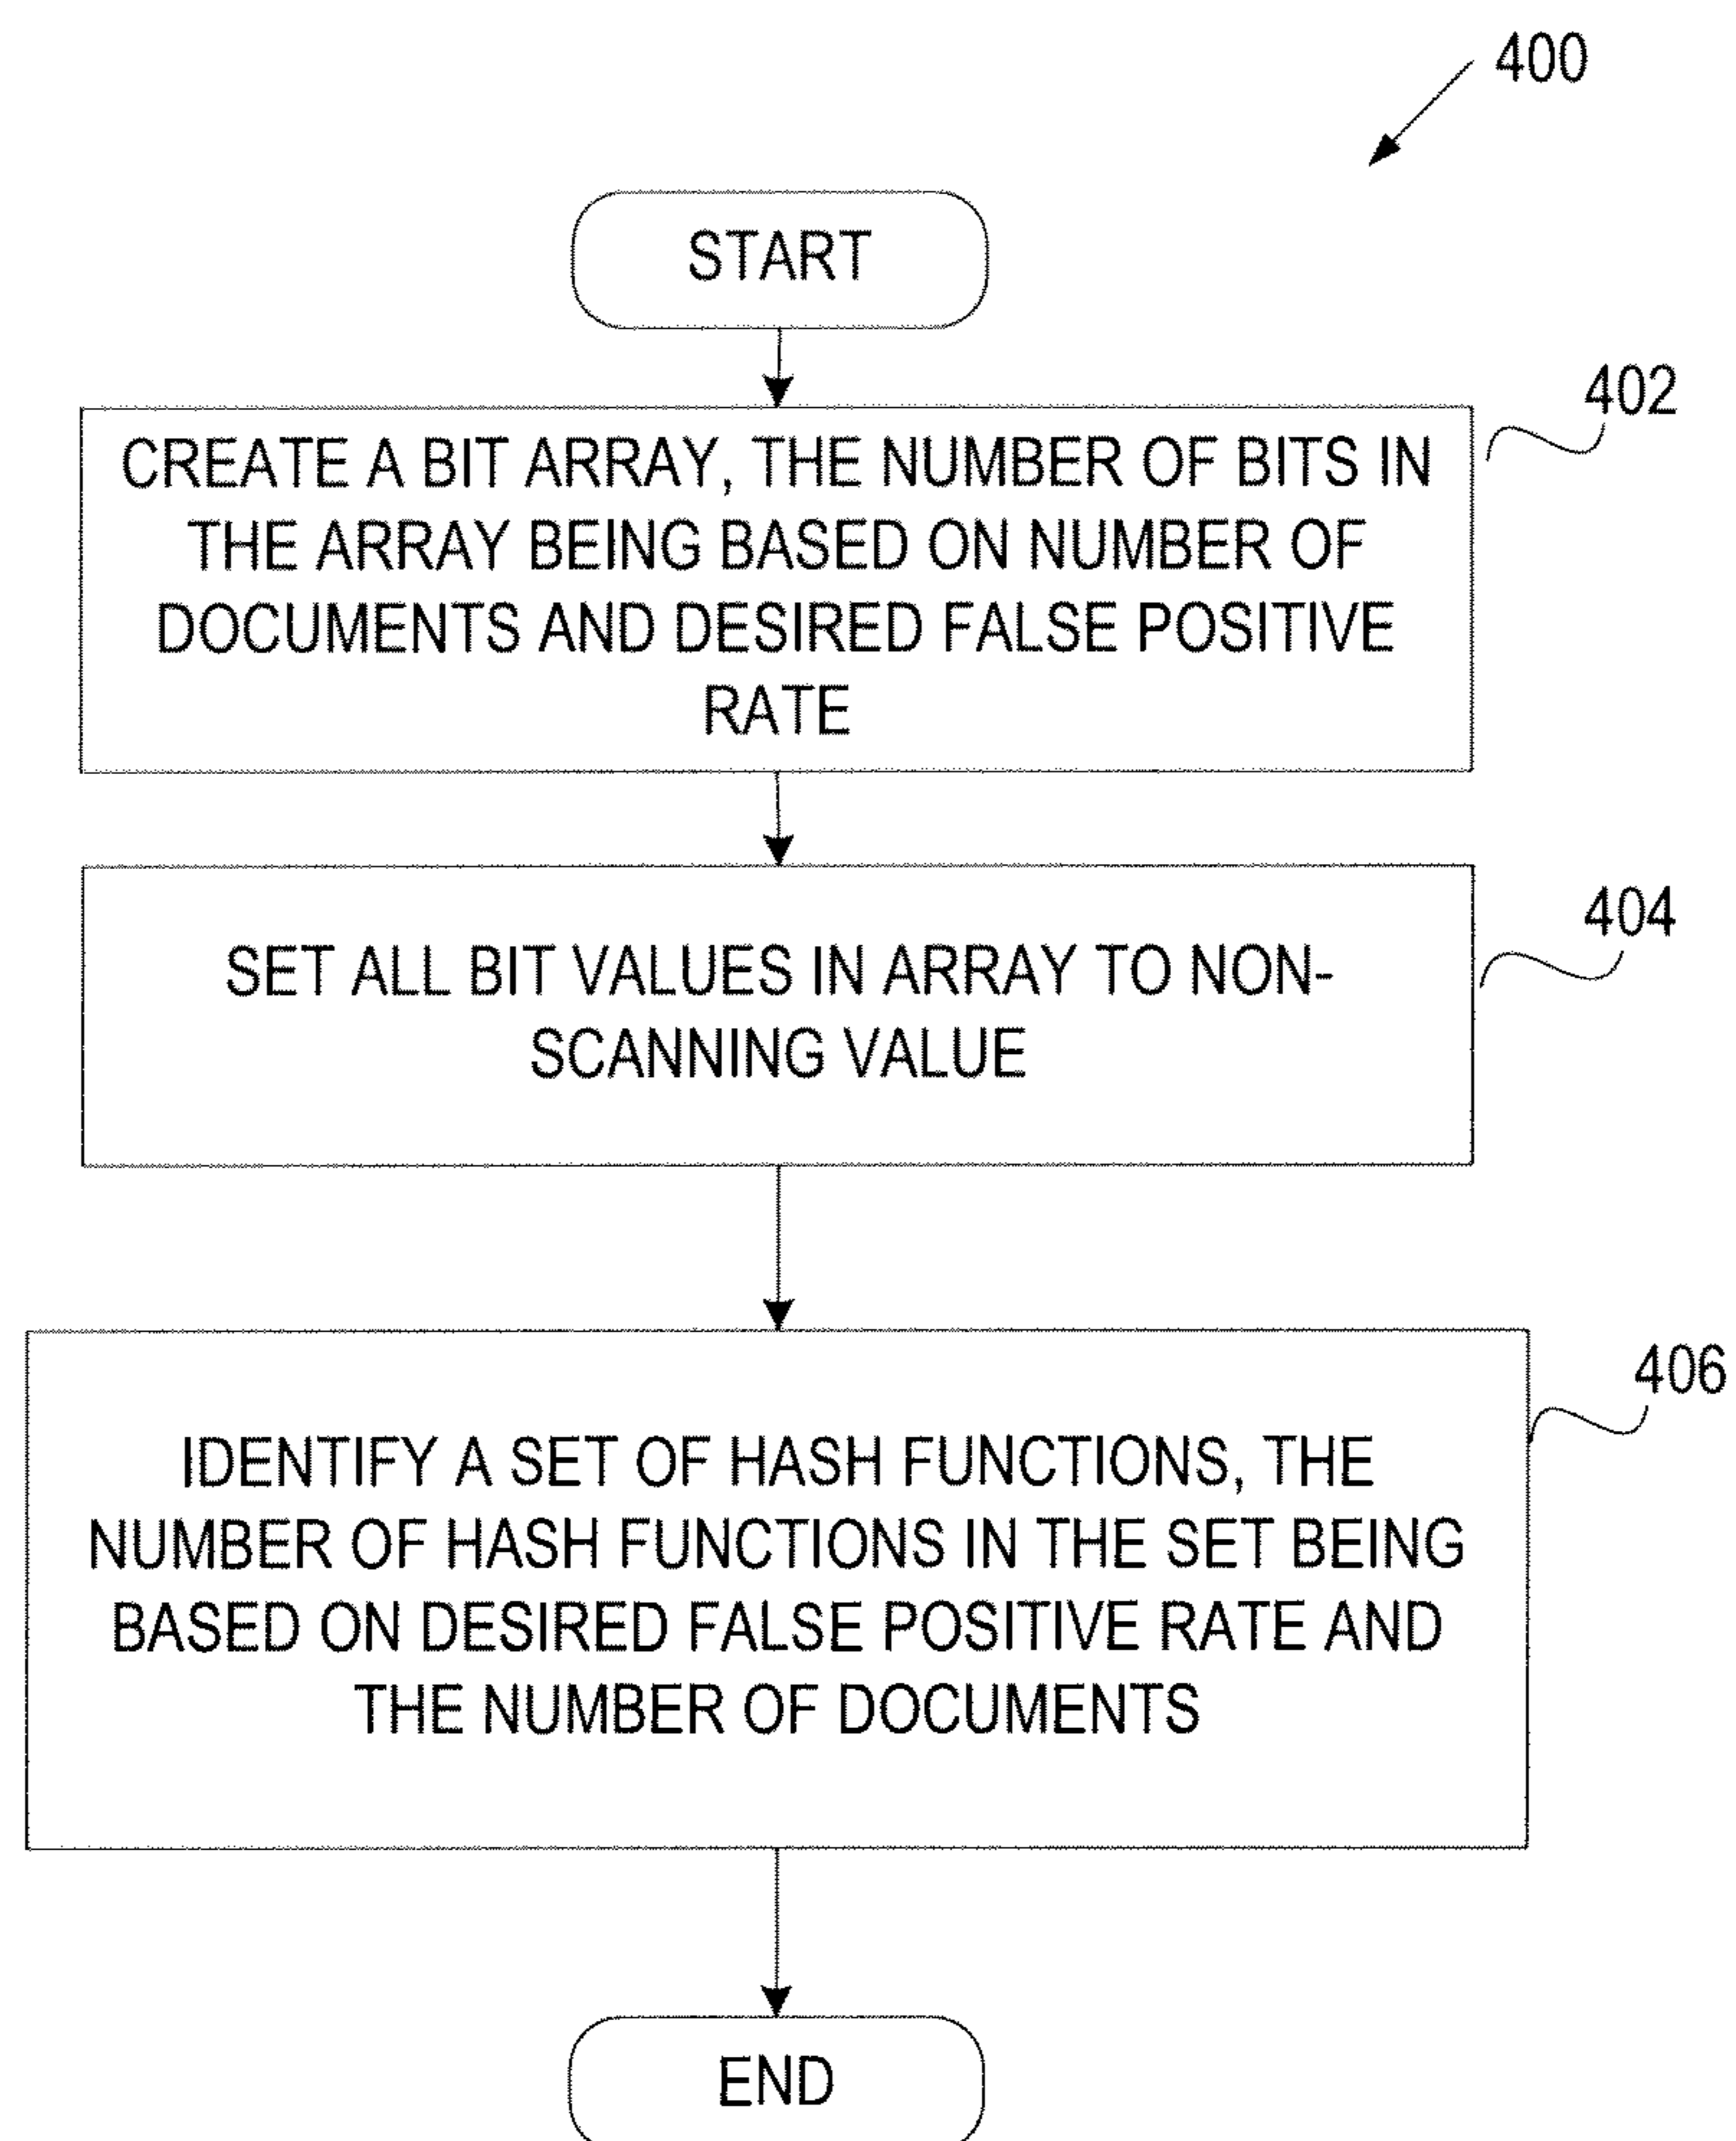 400
START
402
CREATE A BIT ARRAY, THE NUMBER OF BITS IN
THE ARRAY BEING BASED ON NUMBER OF
DOCUMENTS AND DESIRED FALSE POSITIVE
RATE
404
SET ALL BIT VALUES IN ARRAY TO NON-
SCANNING VALUE
406
IDENTIFY A SET OF HASH FUNCTIONS, THE
NUMBER OF HASH FUNCTIONS IN THE SET BEING
BASED ON DESIRED FALSE POSITIVE RATE AND
THE NUMBER OF DOCUMENTS
END